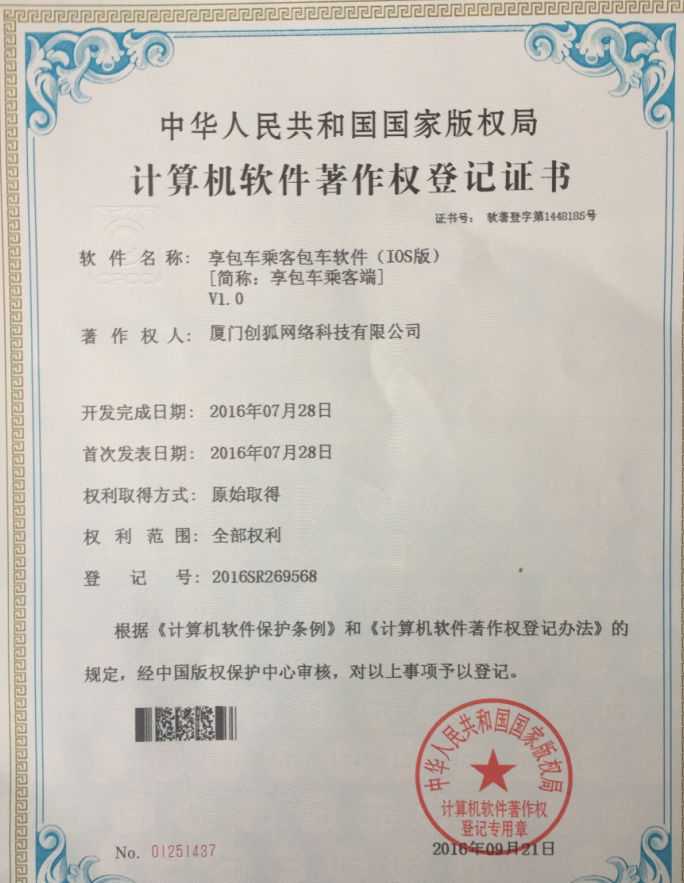 中华人民共和国国家版权局
计算机软件著作权登记证书
证书号: 软著登字第1448185号
软件名称: 享包车乘客包车软件（IOS版）
[简称: 享包车乘客端]
V1.0
著作权人: 厦门创狐网络科技有限公司
开发完成日期: 2016年07月28日
首次发表日期: 2016年07月28日
权利取得方式: 原始取得
权利范围: 全部权利
登记号: 2016SR269568
根据《计算机软件保护条例》和《计算机软件著作权登记办法》的
规定，经中国版权保护中心审核，对以上事项予以登记。
中华人民共和国国家版权局
计算机软件著作权
登记专用章
No. 01251437
2016年09月21日